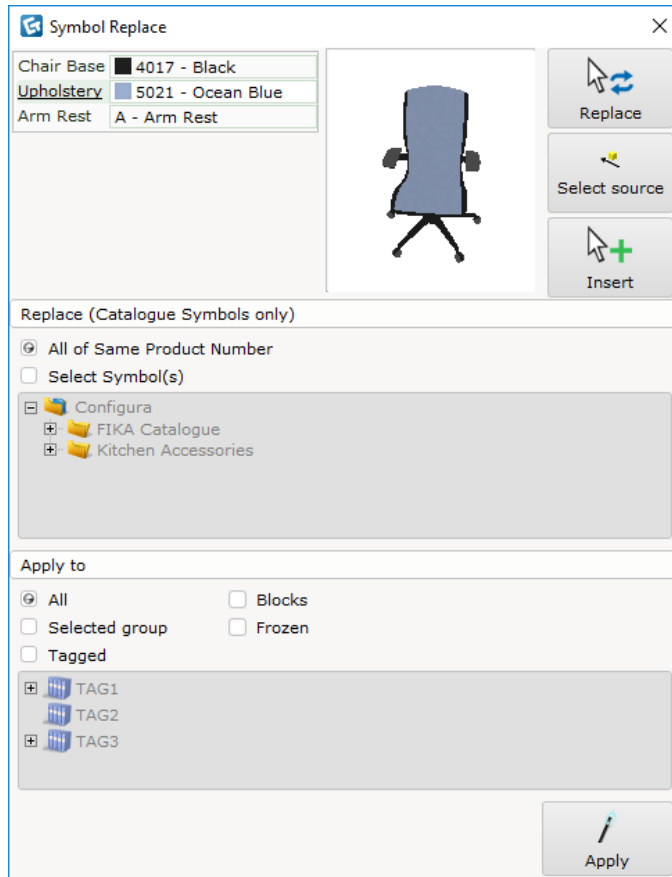 Symbol Replace
Chair Base 4017 - Black
Upholstery 5021 - Ocean Blue
Arm Rest A - Arm Rest
Replace
Select source
Insert
Replace (Catalogue Symbols only)
All of Same Product Number
Select Symbol(s)
Configura
FIKA Catalogue
Kitchen Accessories
Apply to
All Blocks
Selected group Frozen
Tagged
TAG1
TAG2
TAG3
Apply